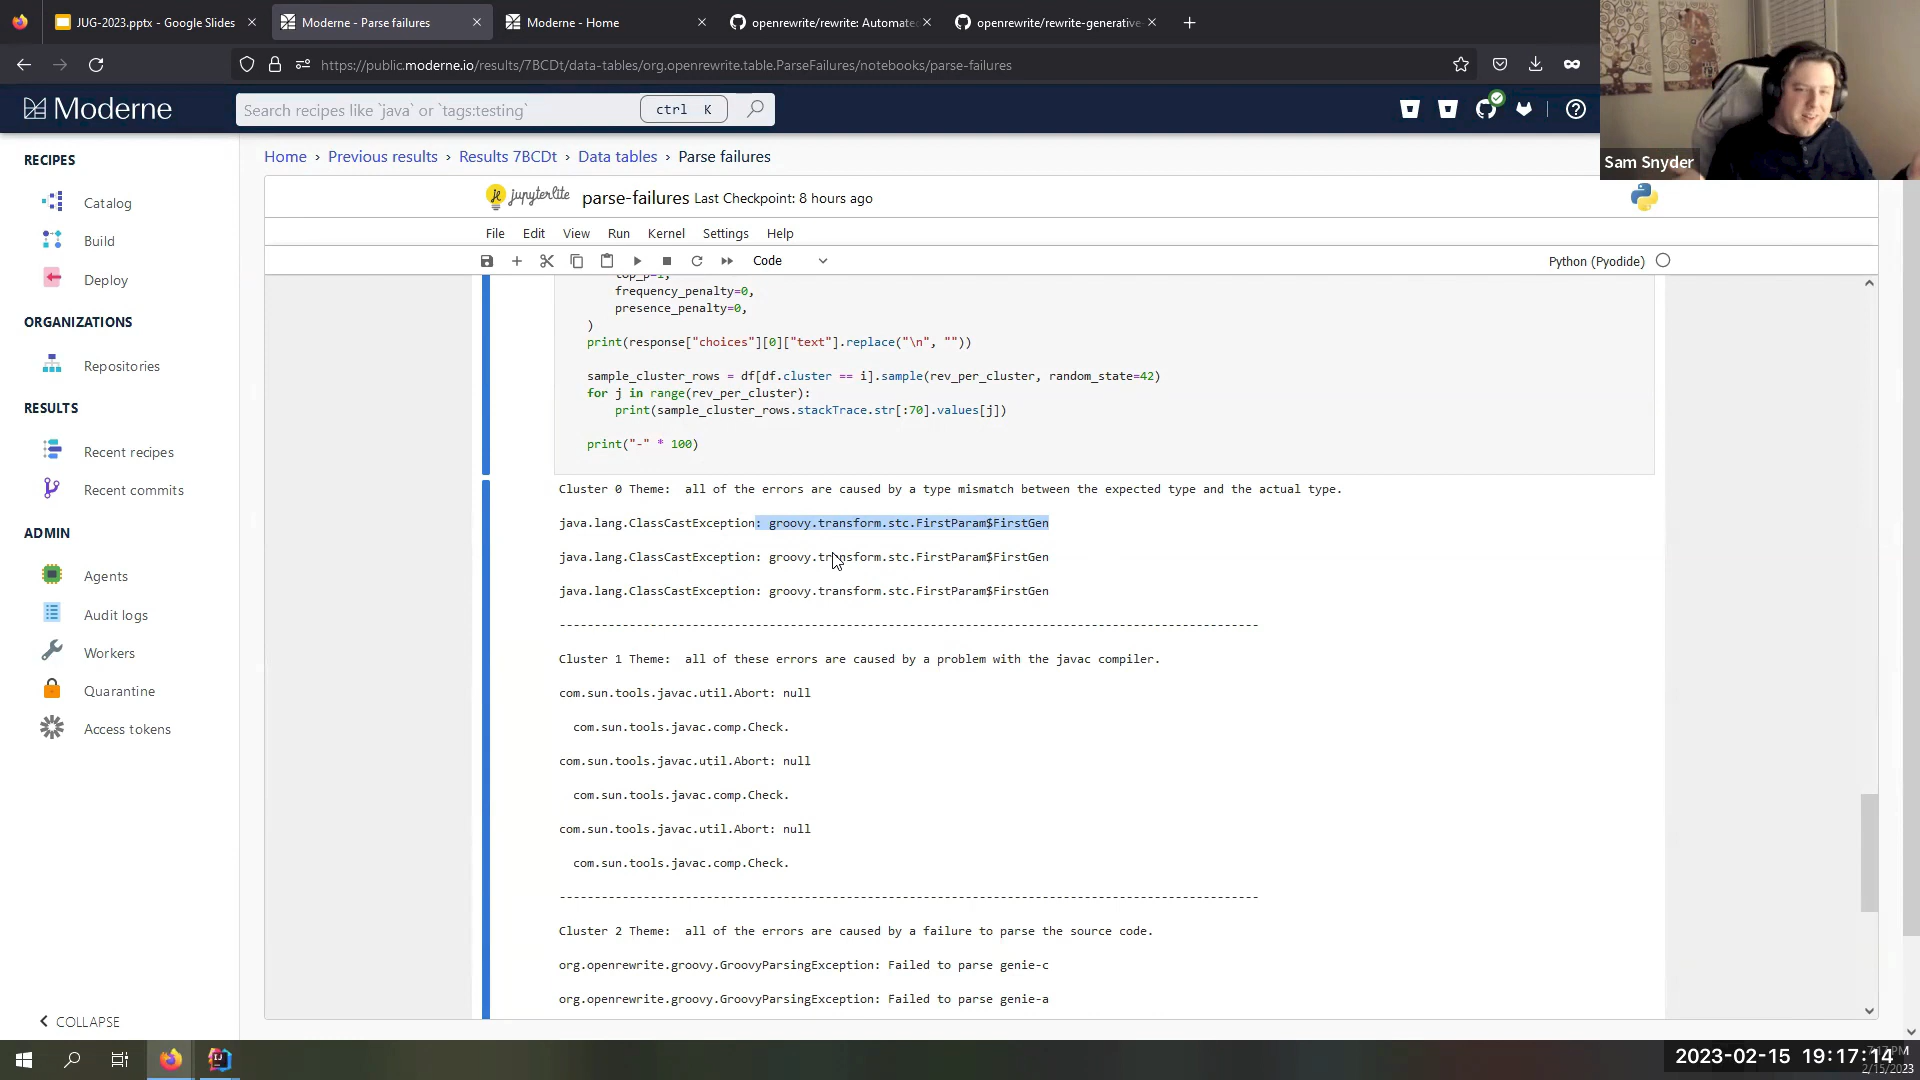 JUG-2023.pptx - Google Slides
Moderne - Parse failures
Moderne - Home
openrewrite/rewrite: Automate
openrewrite/rewrite-generative-
https://public.moderne.io/results/7BCDt/data-tables/org.openrewrite.table.ParseFailures/notebooks/parse-failures
Moderne
Search recipes like `java` or `tags:testing`
ctrl K
Sam Snyder
RECIPES
Catalog
Build
Deploy
ORGANIZATIONS
Repositories
RESULTS
Recent recipes
Recent commits
ADMIN
Agents
Audit logs
Workers
Quarantine
Access tokens
COLLAPSE
Home › Previous results › Results 7BCDt › Data tables › Parse failures
jupyterlite
parse-failures Last Checkpoint: 8 hours ago
File Edit View Run Kernel Settings Help
Code
Python (Pyodide)
top_p=1,
frequency_penalty=0,
presence_penalty=0,
)
print(response["choices"][0]["text"].replace("\n", ""))
sample_cluster_rows = df[df.cluster == i].sample(rev_per_cluster, random_state=42)
for j in range(rev_per_cluster):
print(sample_cluster_rows.stackTrace.str[:70].values[j])
print("-" * 100)
Cluster 0 Theme:  all of the errors are caused by a type mismatch between the expected type and the actual type.
java.lang.ClassCastException: groovy.transform.stc.FirstParam$FirstGen
java.lang.ClassCastException: groovy.transform.stc.FirstParam$FirstGen
java.lang.ClassCastException: groovy.transform.stc.FirstParam$FirstGen
----------------------------------------------------------------------------------------------------
Cluster 1 Theme:  all of these errors are caused by a problem with the javac compiler.
com.sun.tools.javac.util.Abort: null
com.sun.tools.javac.comp.Check.
com.sun.tools.javac.util.Abort: null
com.sun.tools.javac.comp.Check.
com.sun.tools.javac.util.Abort: null
com.sun.tools.javac.comp.Check.
----------------------------------------------------------------------------------------------------
Cluster 2 Theme:  all of the errors are caused by a failure to parse the source code.
org.openrewrite.groovy.GroovyParsingException: Failed to parse genie-c
org.openrewrite.groovy.GroovyParsingException: Failed to parse genie-a
2023-02-15 19:17:14
7:17 PM
2/15/2023